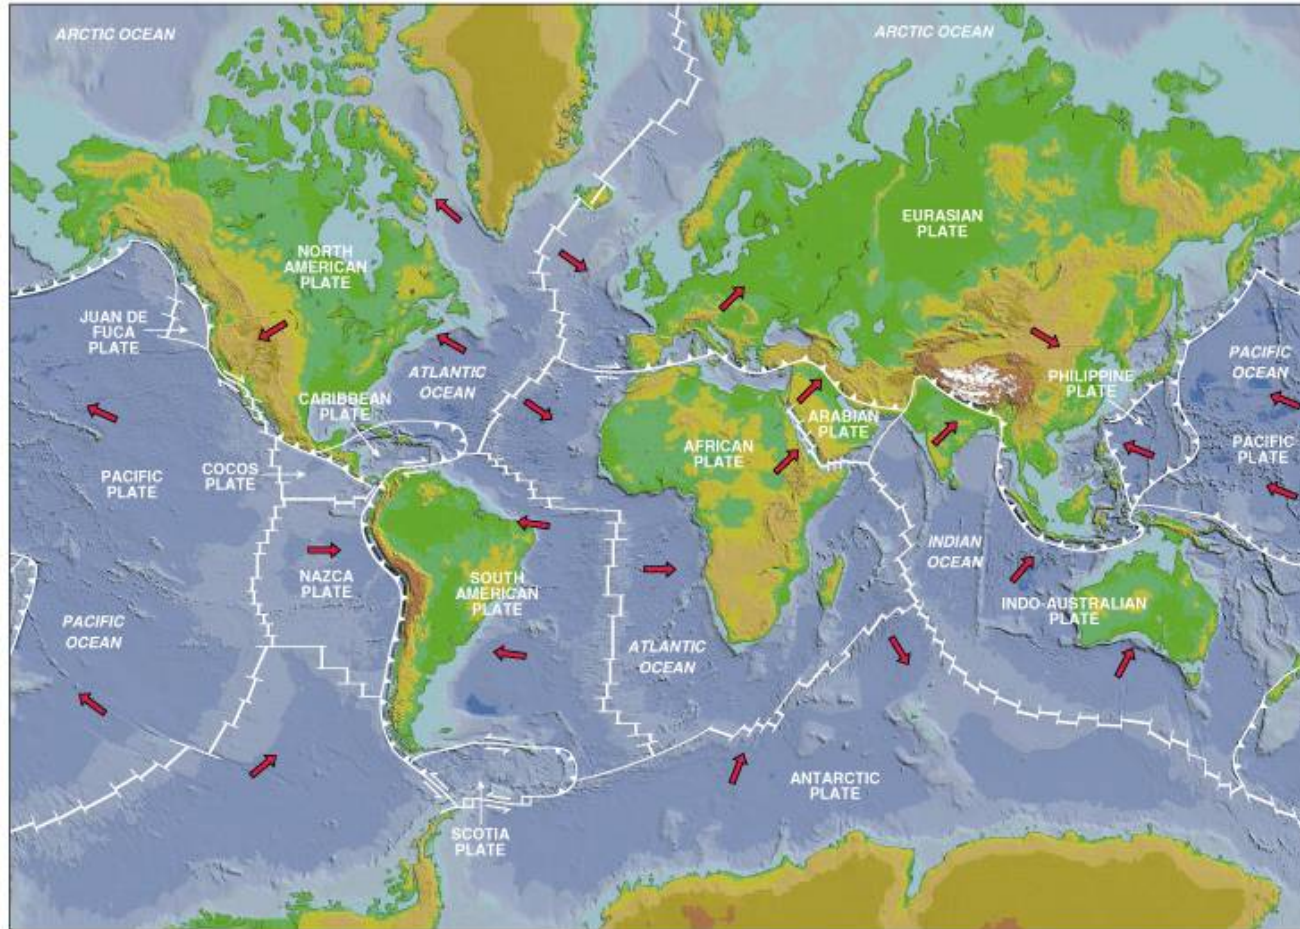 ARCTIC OCEAN
ARCTIC OCEAN
EURASIAN
PLATE
NORTH
AMERICAN
PLATE
JUAN DE
FUCA
PLATE
ATLANTIC
OCEAN
PACIFIC
OCEAN
PHILIPPINE
PLATE
CARIBBEAN
PLATE
ARABIAN
PLATE
AFRICAN
PLATE
PACIFIC
PLATE
COCOS
PLATE
PACIFIC
PLATE
INDIAN
OCEAN
NAZCA
PLATE
SOUTH
AMERICAN
PLATE
INDO-AUSTRALIAN
PLATE
PACIFIC
OCEAN
ATLANTIC
OCEAN
ANTARCTIC
PLATE
SCOTIA
PLATE